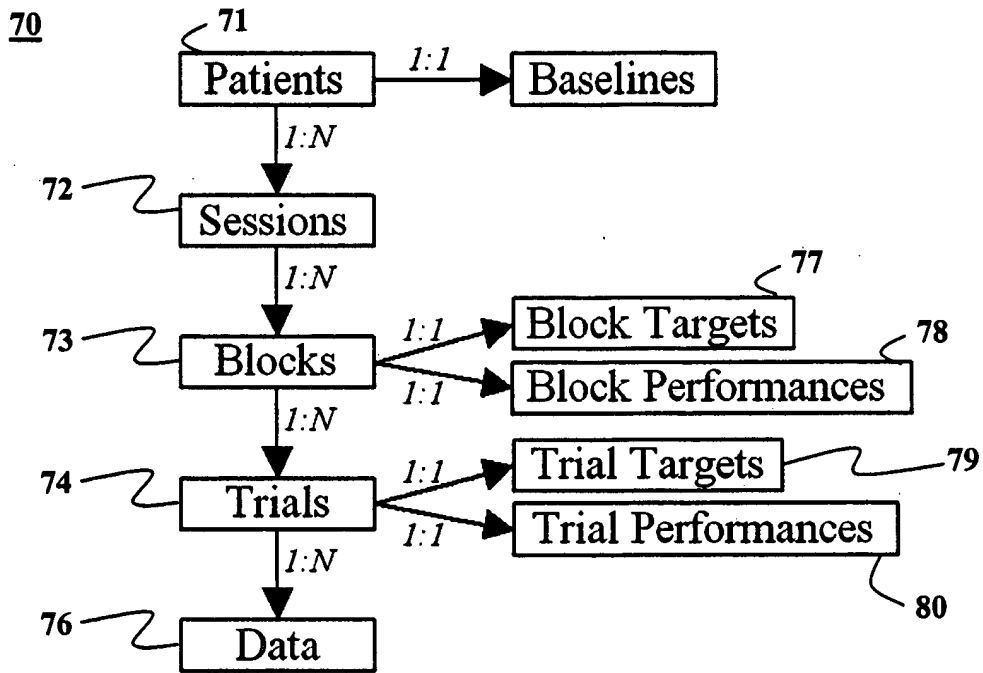 70
71
Patients
1:1
Baselines
1:N
72
Sessions
1:N
77
73
Blocks
1:1
Block Targets
78
1:1
Block Performances
1:N
74
Trials
1:1
Trial Targets
79
1:1
Trial Performances
80
1:N
76
Data